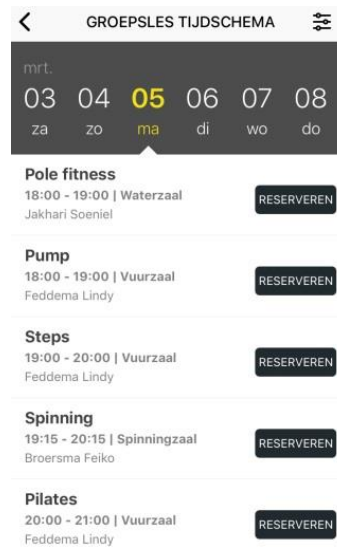 GROEPSLES TIJDSCHEMA
mrt.
03 04 05 06 07 08
za zo ma di wo do
Pole fitness
18:00 - 19:00 | Waterzaal
Jakhari Soeniel
RESERVEREN
Pump
18:00 - 19:00 | Vuurzaal
Feddema Lindy
RESERVEREN
Steps
19:00 - 20:00 | Vuurzaal
Feddema Lindy
RESERVEREN
Spinning
19:15 - 20:15 | Spinningzaal
Broersma Feiko
RESERVEREN
Pilates
20:00 - 21:00 | Vuurzaal
Feddema Lindy
RESERVEREN